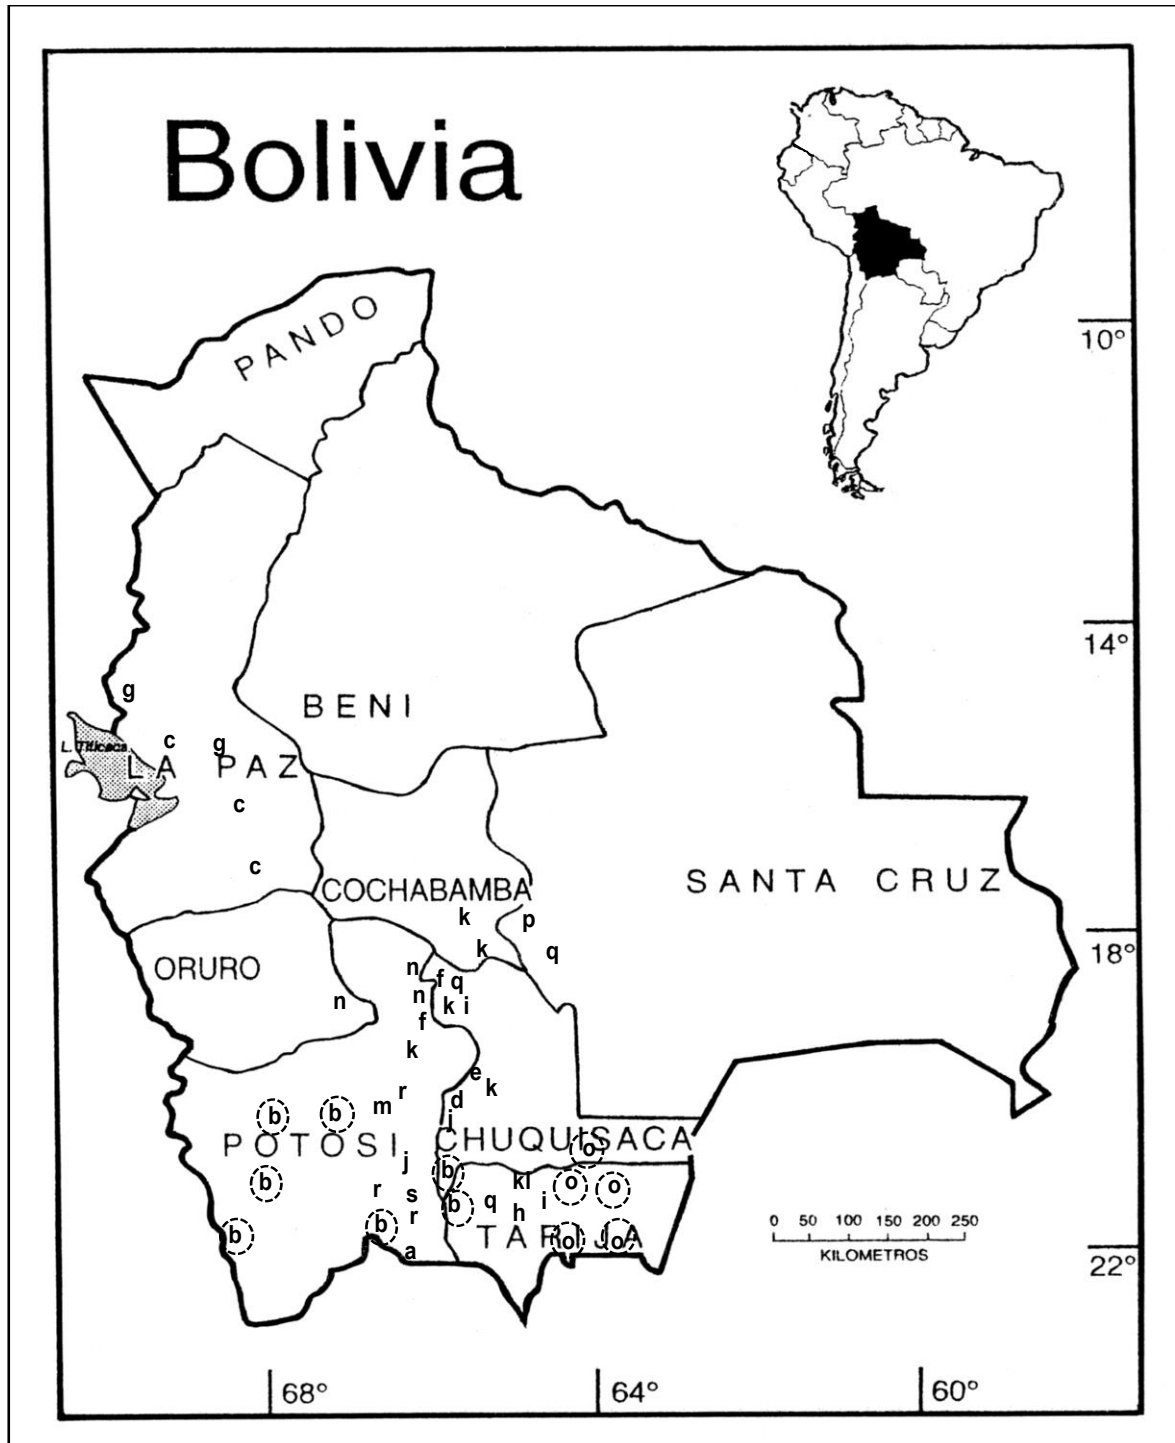 Bolivia
PANDO
10°
14°
BENI
g
L. Titicaca
c g
LA PAZ
c
c
SANTA CRUZ
COCHABAMBA
k p
18°
k q
ORURO
n f q
n n k i
f
k
e
r k
m d
b b j
POTOSI CHUQUISACA
o
j b
b kl o o
r s q i
b h
r
b b TARIJA
o o
a
0 50 100 150 200 250
KILOMETROS
22°
68° 64° 60°